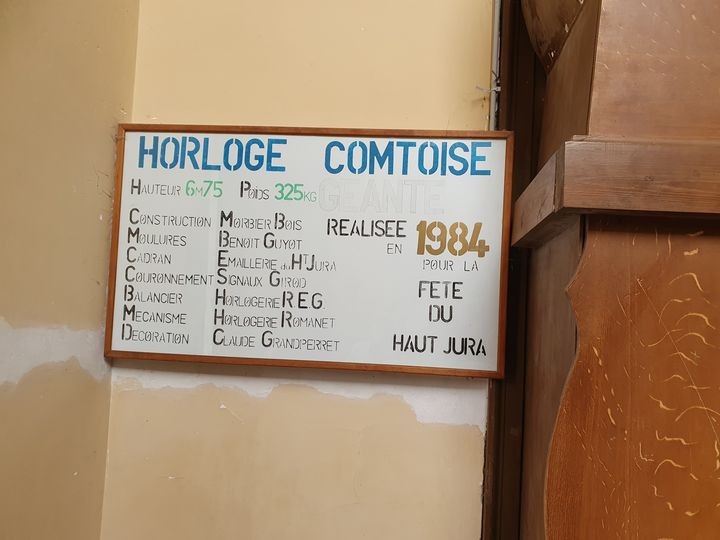 HORLOGE COMTOISE
GEANTE
HAUTEUR 6M75 POIDS 325KG
CONSTRUCTION MORBIER BOIS
MOULURES BENOIT GUYOT
CADRAN EMAILLERIE du HT JURA
COURONNEMENT SIGNAUX GIROD
BALANCIER HORLOGERIE R.E.G.
MECANISME HORLOGERIE ROMANET
DECORATION CLAUDE GRANDPERRET
REALISEE
EN 1984
POUR LA
FETE
DU
HAUT JURA